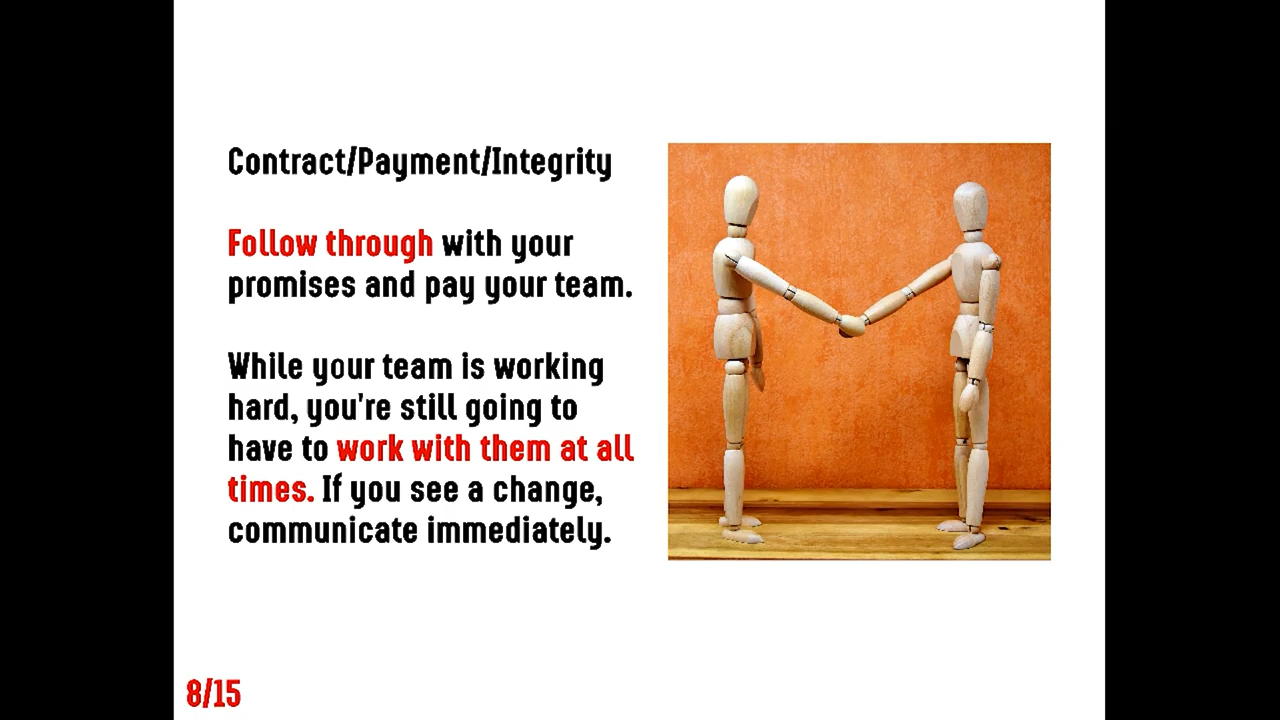 Contract/Payment/Integrity
Follow through with your
promises and pay your team.
While your team is working
hard, you're still going to
have to work with them at all
times. If you see a change,
communicate immediately.
8/15